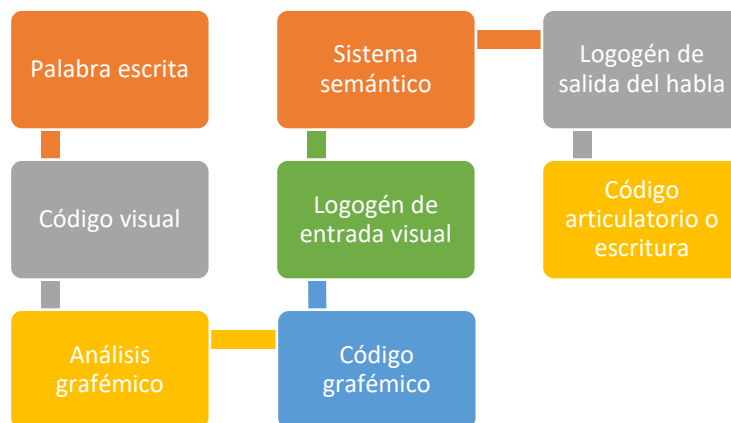 Palabra escrita
Código visual
Análisis
grafémico
Código
grafémico
Logogén de
entrada visual
Sistema
semántico
Logogén de
salida del habla
Código
articulatorio o
escritura